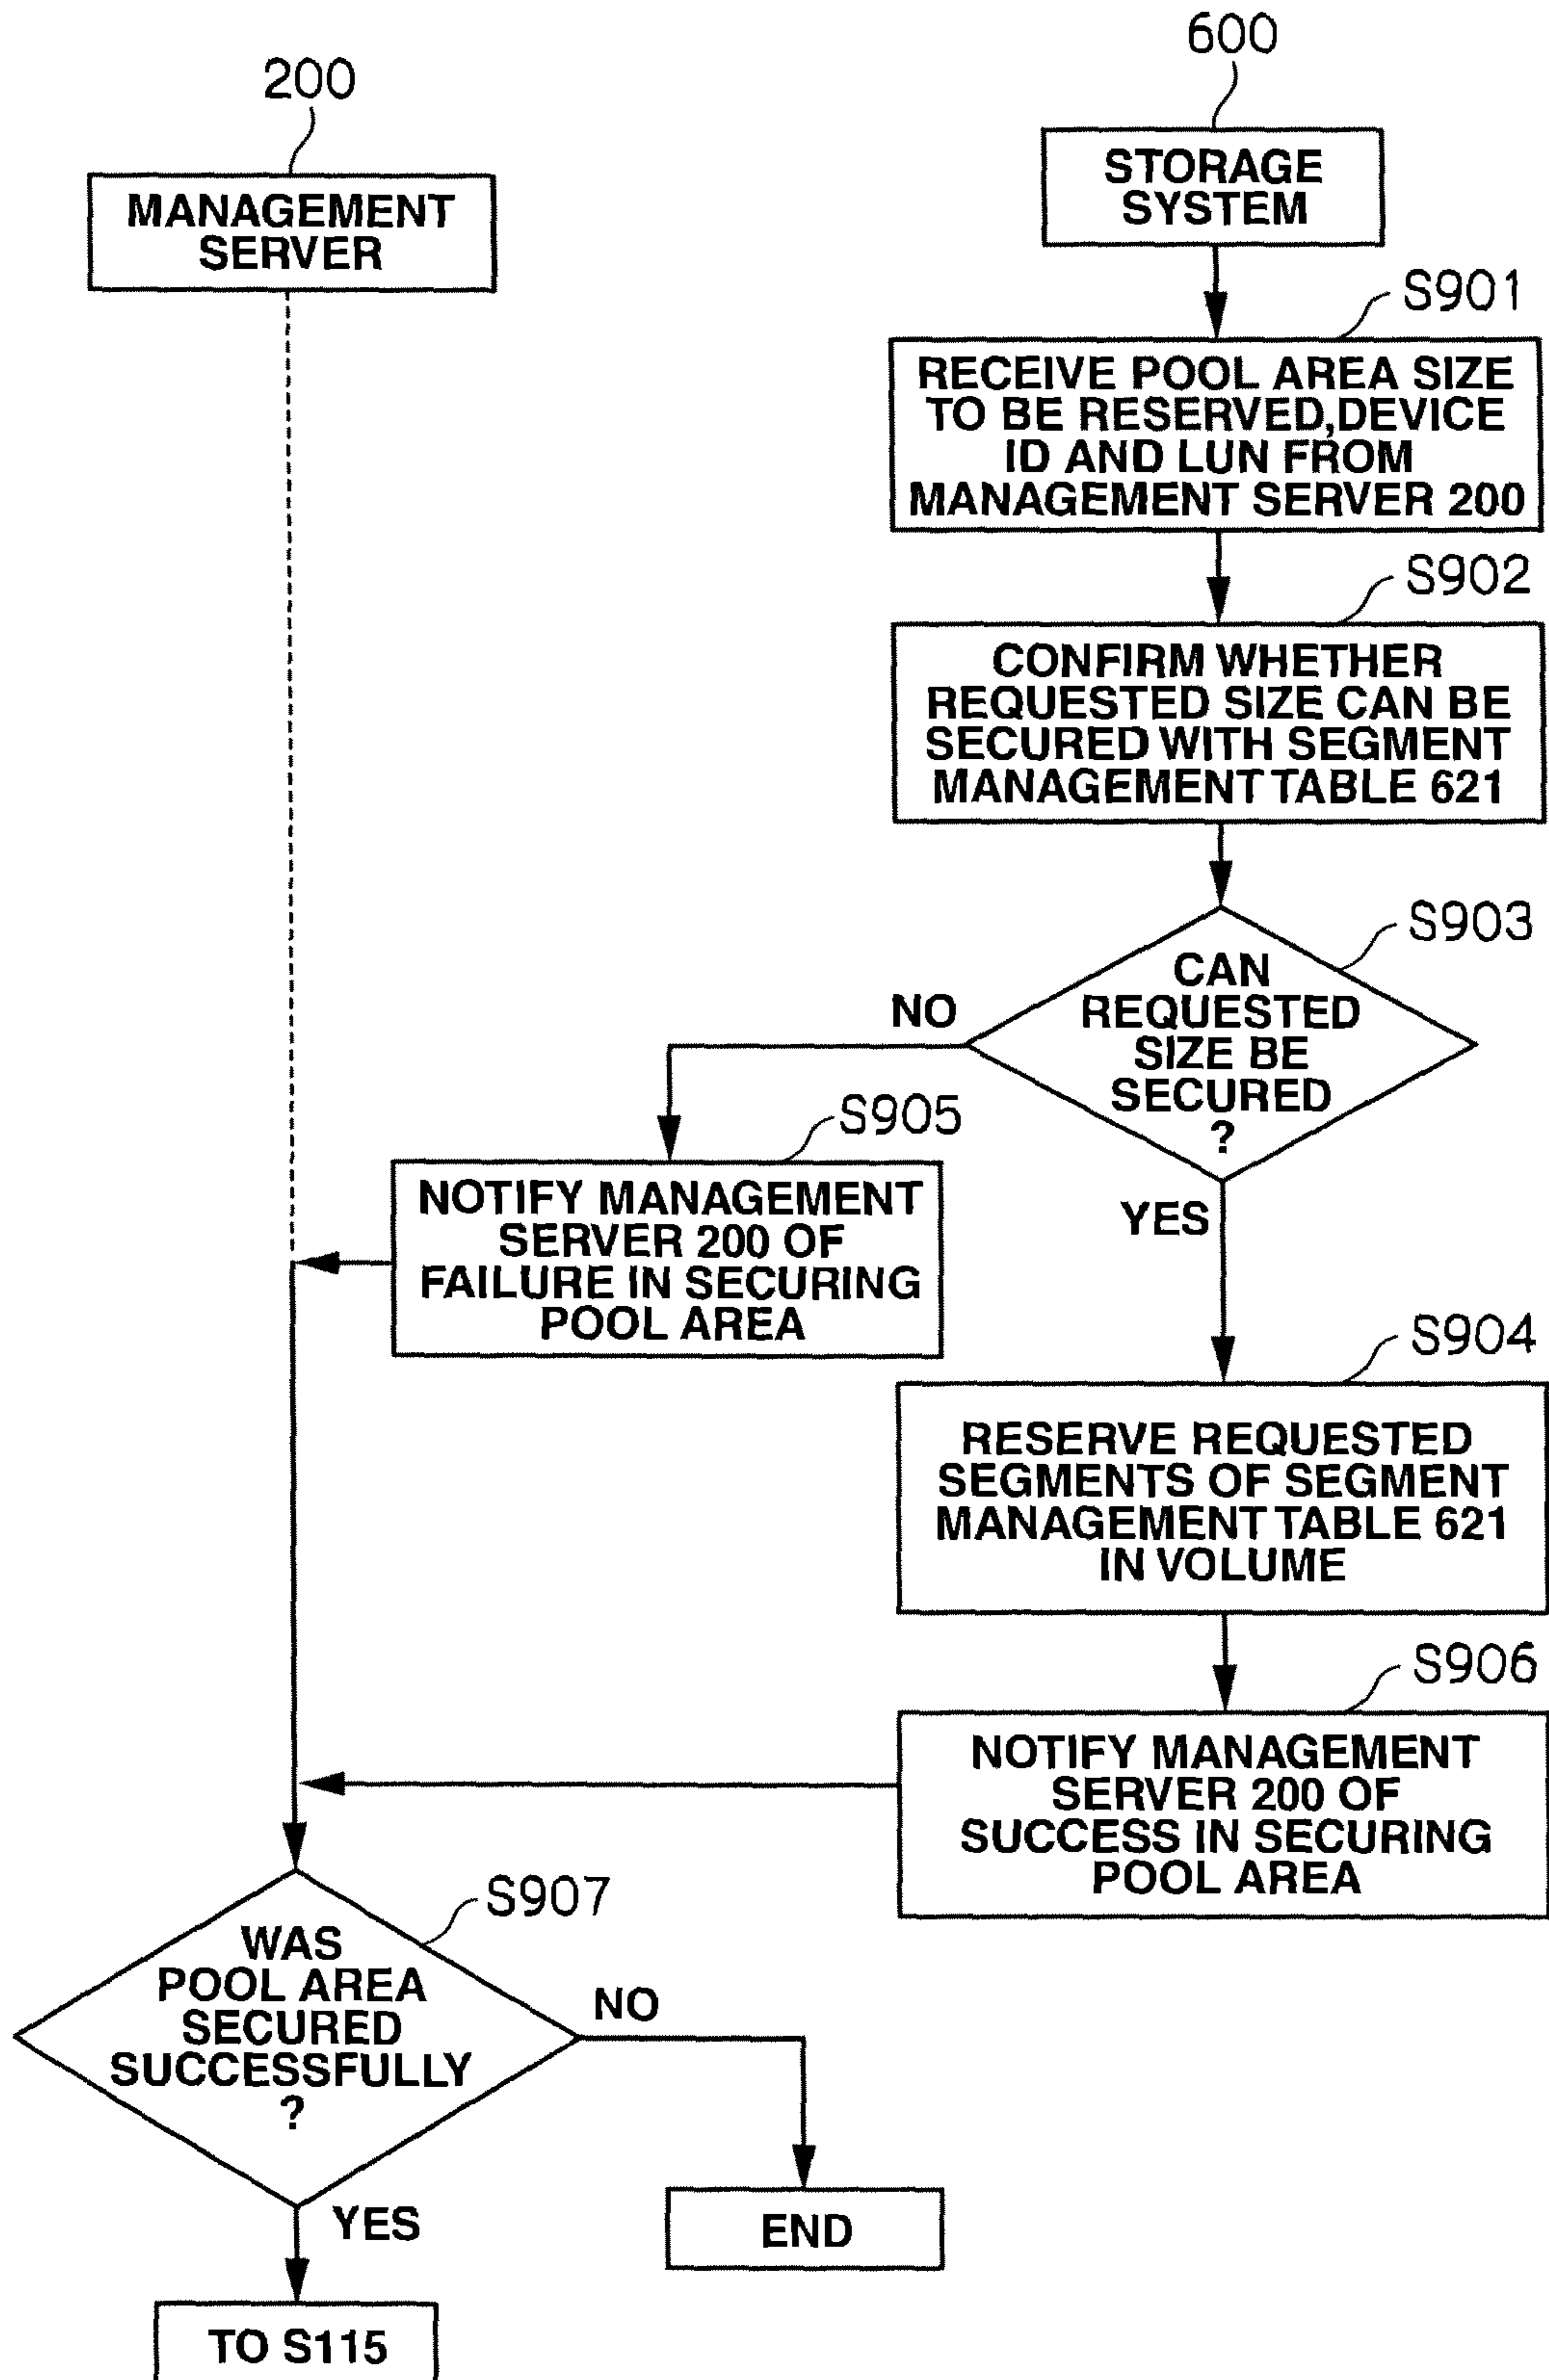 600
200
STORAGE
SYSTEM
MANAGEMENT
SERVER
S901
RECEIVE POOL AREA SIZE
TO BE RESERVED,DEVICE
ID AND LUN FROM
MANAGEMENT SERVER 200
S902
CONFIRM WHETHER
REQUESTED SIZE CAN BE
SECURED WITH SEGMENT
MANAGEMENT TABLE 621
S903
CAN
REQUESTED
SIZE BE
SECURED
?
NO
YES
S905
NOTIFY MANAGEMENT
SERVER 200 OF
FAILURE IN SECURING
POOL AREA
S904
RESERVE REQUESTED
SEGMENTS OF SEGMENT
MANAGEMENT TABLE 621
IN VOLUME
S906
NOTIFY MANAGEMENT
SERVER 200 OF
SUCCESS IN SECURING
POOL AREA
S907
WAS
POOL AREA
SECURED
SUCCESSFULLY
?
NO
YES
END
TO S115